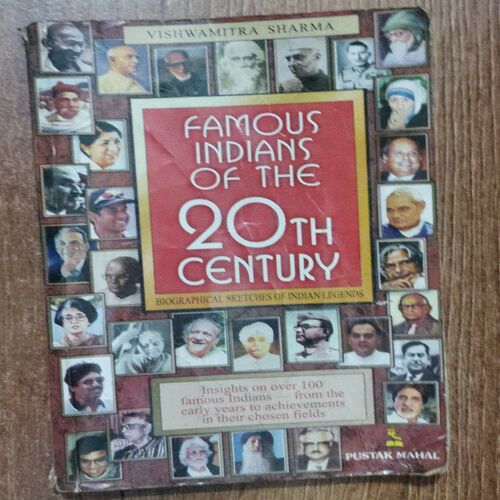 VISHWAMITRA SHARMA
FAMOUS
INDIANS
OF THE
20TH
CENTURY
BIOGRAPHICAL SKETCHES OF INDIAN LEGENDS
Insights on over 100
famous Indians — from the
early years to achievements
in their chosen fields
PUSTAK MAHAL